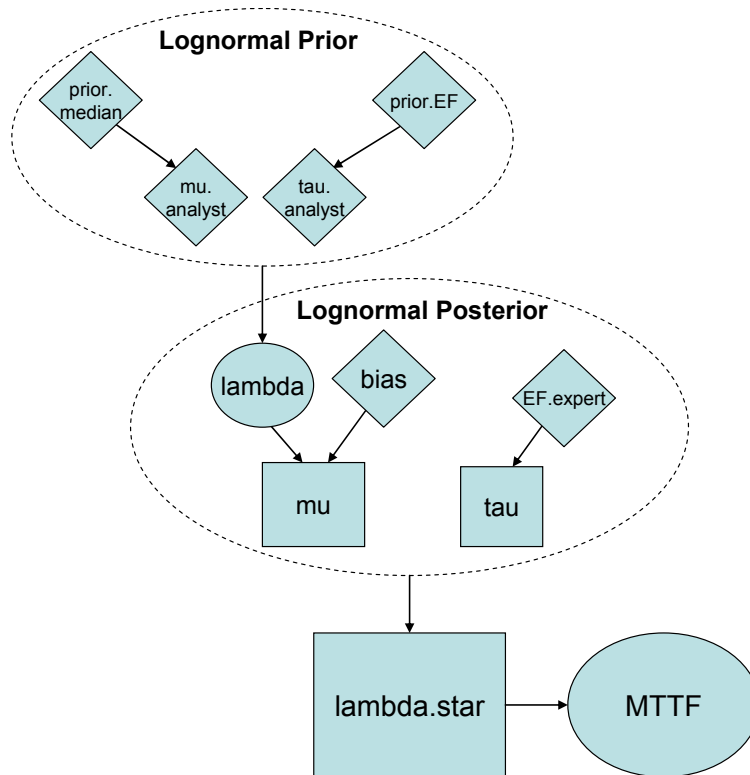 Lognormal Prior
prior.
median
prior.EF
mu.
analyst
tau.
analyst
Lognormal Posterior
lambda
bias
EF.expert
mu
tau
lambda.star
MTTF